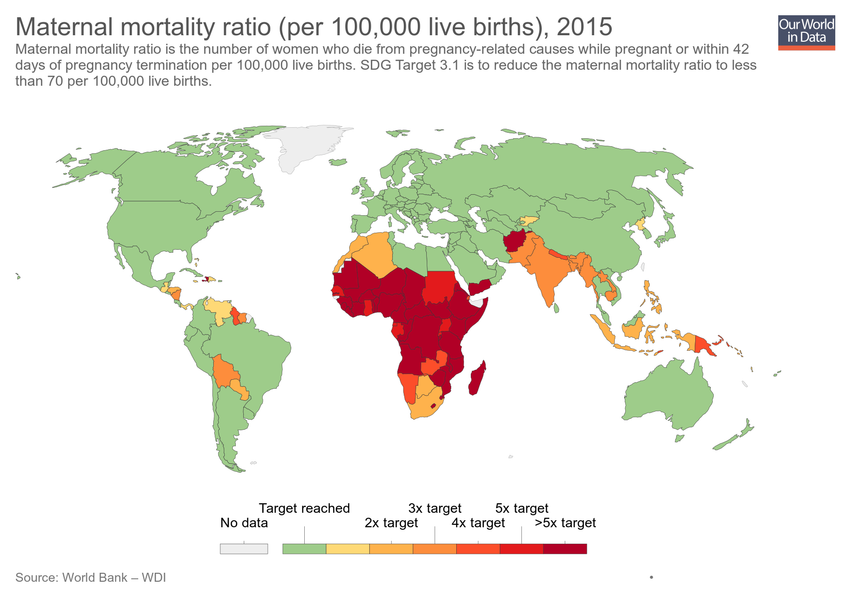 Maternal mortality ratio (per 100,000 live births), 2015
Our World
in Data
Maternal mortality ratio is the number of women who die from pregnancy-related causes while pregnant or within 42
days of pregnancy termination per 100,000 live births. SDG Target 3.1 is to reduce the maternal mortality ratio to less
than 70 per 100,000 live births.
Target reached 3x target 5x target
No data 2x target 4x target >5x target
Source: World Bank – WDI